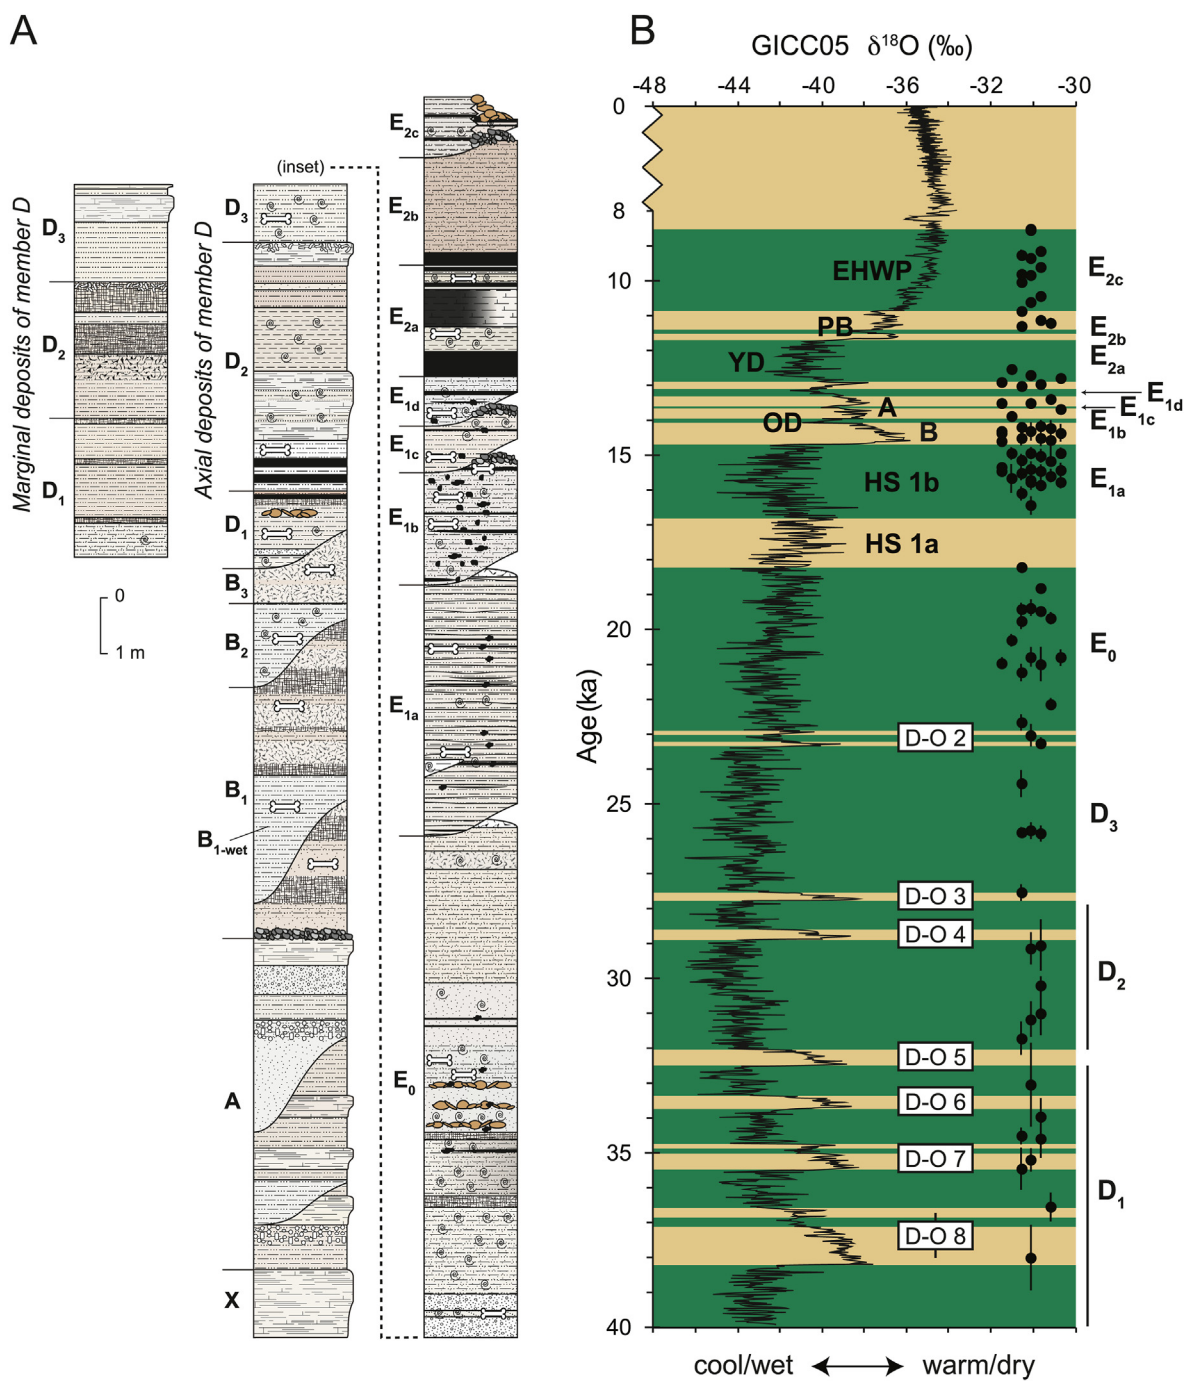 A
Marginal deposits of member D
D3
D2
D1
0
1 m
Axial deposits of member D
(inset)
D3
D2
D1
B3
B2
B1
B1-wet
A
X
E2c
E2b
E2a
E1d
E1c
E1b
E1a
E0
B
GICC05 δ18O (‰)
-48 -44 -40 -36 -32 -30
Age (ka)
0
8
10
15
20
25
30
35
40
EHWP
PB
YD
A
OD
B
HS 1b
HS 1a
D-O 2
D-O 3
D-O 4
D-O 5
D-O 6
D-O 7
D-O 8
E2c
E2b
E2a
E1d
E1c
E1b
E1a
E0
D3
D2
D1
cool/wet warm/dry